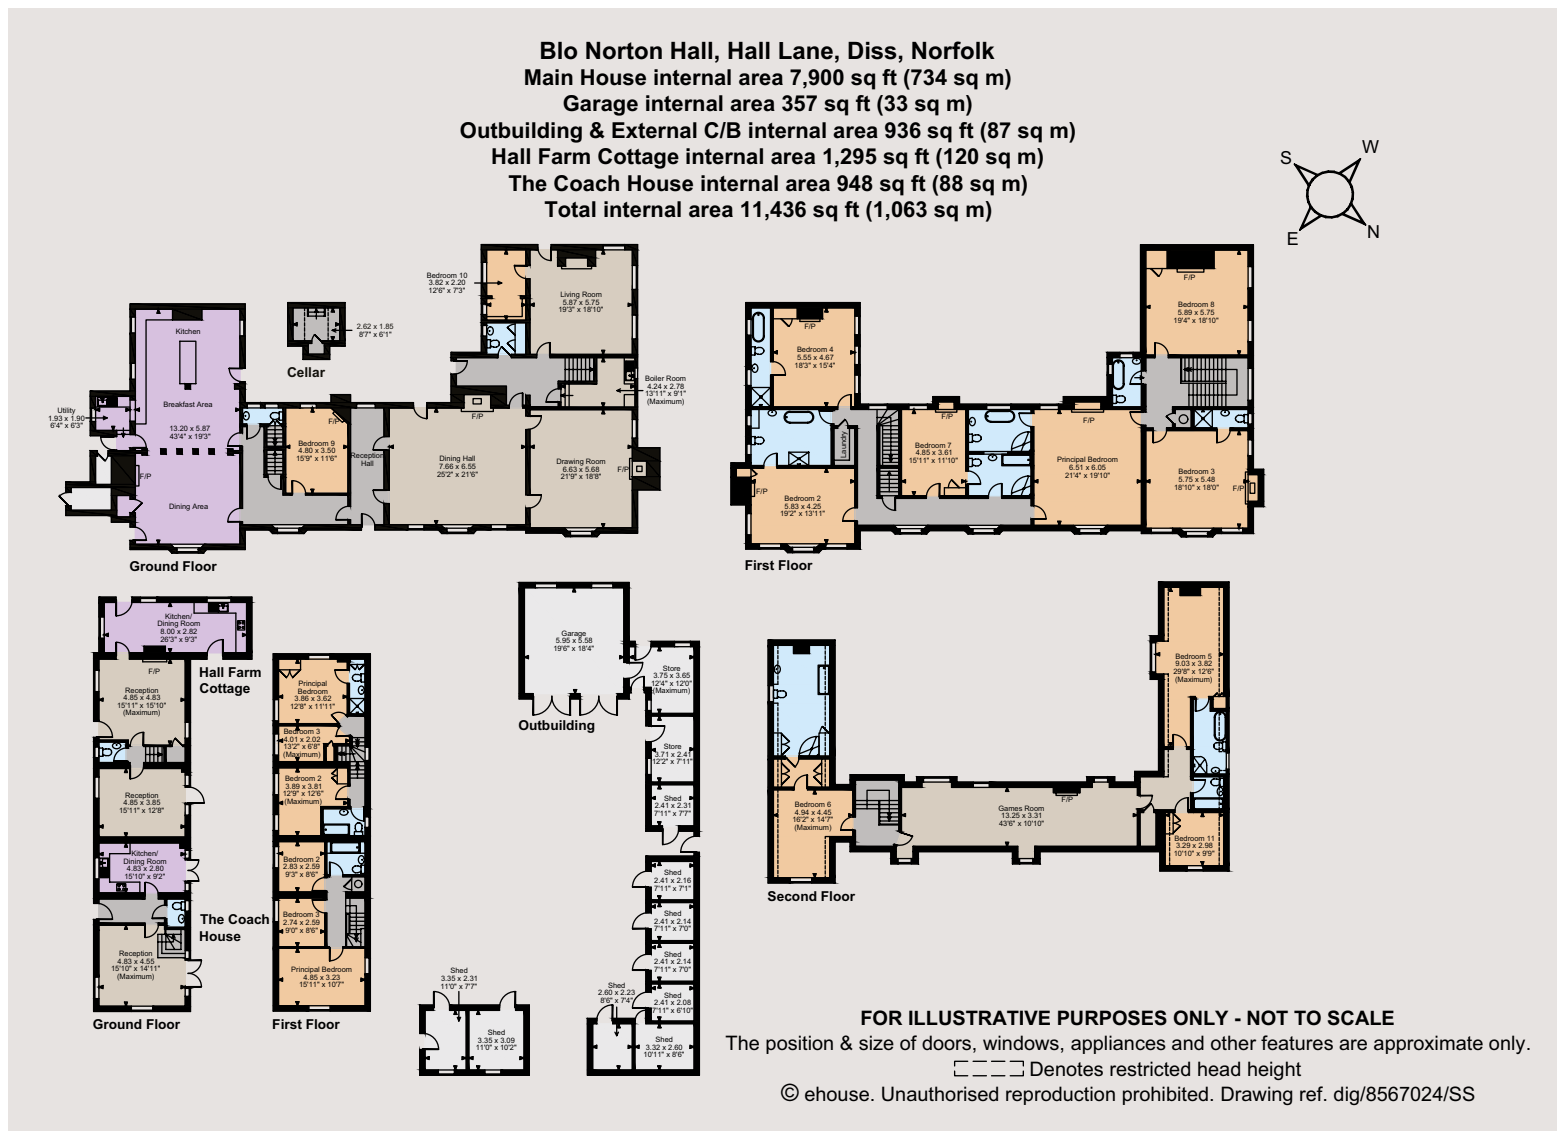 Blo Norton Hall, Hall Lane, Diss, Norfolk
Main House internal area 7,900 sq ft (734 sq m)
Garage internal area 357 sq ft (33 sq m)
Outbuilding & External C/B internal area 936 sq ft (87 sq m)
Hall Farm Cottage internal area 1,295 sq ft (120 sq m)
The Coach House internal area 948 sq ft (88 sq m)
Total internal area 11,436 sq ft (1,063 sq m)
S
W
E
N
Kitchen
Breakfast Area
13.20 x 5.87
43'4" x 19'3"
Utility
1.93 x 1.90
6'4" x 6'3"
F/P
Dining Area
2.62 x 1.85
8'7" x 6'1"
Cellar
Bedroom 9
4.80 x 3.50
15'9" x 11'6"
F/P
Reception
Hall
F/P
Dining Hall
7.66 x 6.55
25'2" x 21'6"
Bedroom 10
3.82 x 2.20
12'6" x 7'3"
Living Room
5.87 x 5.75
19'3" x 18'10"
Boiler Room
4.24 x 2.78
13'11" x 9'1"
(Maximum)
Drawing Room
6.63 x 5.68
21'9" x 18'8"
F/P
Ground Floor
F/P
Bedroom 4
5.55 x 4.67
18'3" x 15'4"
Laundry
F/P
Bedroom 2
5.83 x 4.25
19'2" x 13'11"
F/P
Bedroom 7
4.85 x 3.61
15'11" x 11'10"
F/P
Principal Bedroom
6.51 x 6.05
21'4" x 19'10"
F/P
Bedroom 8
5.89 x 5.75
19'4" x 18'10"
Bedroom 3
5.75 x 5.48
18'10" x 18'0"
F/P
First Floor
Kitchen/
Dining Room
8.00 x 2.82
26'3" x 9'3"
Hall Farm
Cottage
F/P
Reception
4.85 x 4.83
15'11" x 15'10"
(Maximum)
Reception
4.85 x 3.85
15'11" x 12'8"
Kitchen/
Dining Room
4.83 x 2.80
15'10" x 9'2"
The Coach
House
Reception
4.83 x 4.55
15'10" x 14'11"
(Maximum)
Ground Floor
Principal
Bedroom
3.86 x 3.62
12'8" x 11'11"
Bedroom 3
4.01 x 2.02
13'2" x 6'8"
(Maximum)
Bedroom 2
3.89 x 3.81
12'9" x 12'6"
(Maximum)
Bedroom 2
2.83 x 2.59
9'3" x 8'6"
Bedroom 3
2.74 x 2.59
9'0" x 8'6"
Principal Bedroom
4.85 x 3.23
15'11" x 10'7"
First Floor
Garage
5.95 x 5.58
19'6" x 18'4"
Outbuilding
Store
3.75 x 3.65
12'4" x 12'0"
(Maximum)
Store
3.71 x 2.41
12'2" x 7'11"
Shed
2.41 x 2.31
7'11" x 7'7"
Shed
2.41 x 2.16
7'11" x 7'1"
Shed
2.41 x 2.14
7'11" x 7'0"
Shed
2.41 x 2.14
7'11" x 7'0"
Shed
2.41 x 2.08
7'11" x 6'10"
Shed
2.60 x 2.23
8'6" x 7'4"
Shed
3.32 x 2.60
10'11" x 8'6"
Shed
3.35 x 2.31
11'0" x 7'7"
Shed
3.35 x 3.09
11'0" x 10'2"
Bedroom 6
4.94 x 4.45
16'2" x 14'7"
(Maximum)
F/P
Games Room
13.25 x 3.31
43'6" x 10'10"
Bedroom 5
9.03 x 3.82
29'8" x 12'6"
(Maximum)
Bedroom 11
3.29 x 2.98
10'10" x 9'9"
Second Floor
FOR ILLUSTRATIVE PURPOSES ONLY - NOT TO SCALE
The position & size of doors, windows, appliances and other features are approximate only.
Denotes restricted head height
© ehouse. Unauthorised reproduction prohibited. Drawing ref. dig/8567024/SS